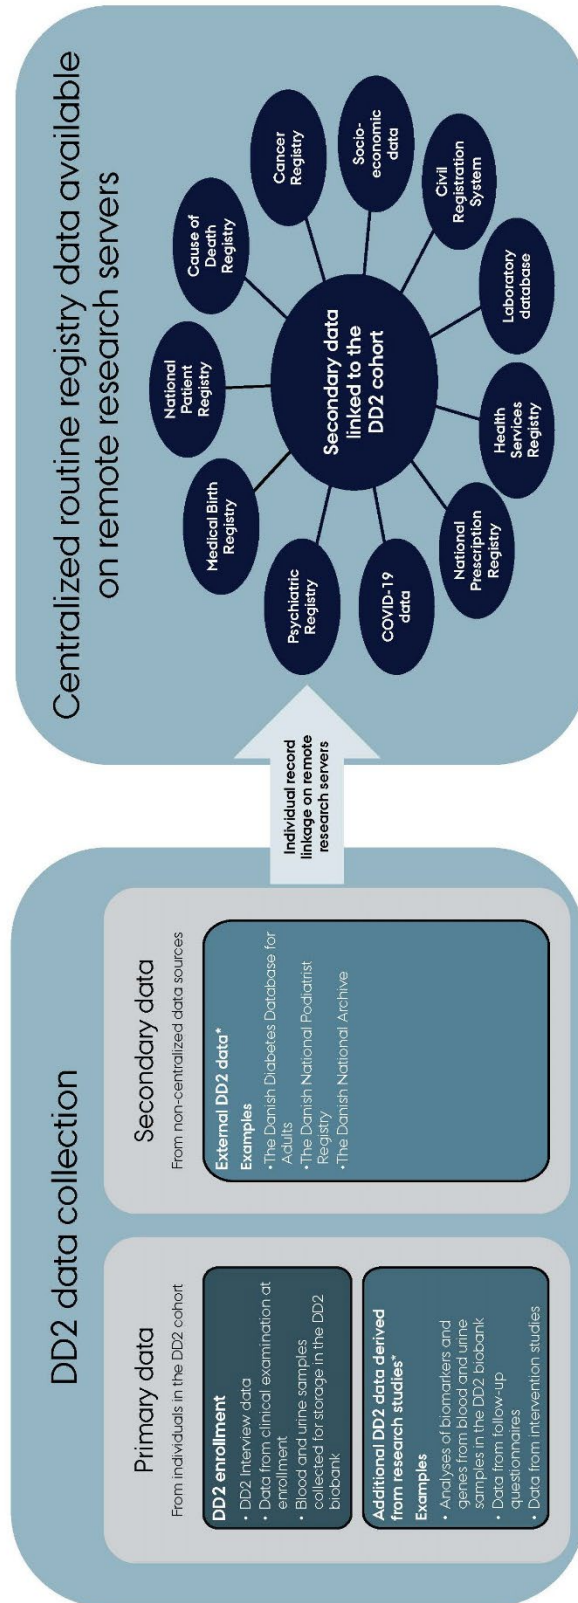 DD2 data collection
Primary data
From individuals in the DD2 cohort
DD2 enrollment
• DD2 Interview data
• Data from clinical examination at
enrollment
• Blood and urine samples
collected for storage in the DD2
biobank
Additional DD2 data derived
from research studies*
Examples
• Analyses of biomarkers and
genes from blood and urine
samples in the DD2 biobank
• Data from follow-up
questionnaires
• Data from intervention studies
Secondary data
From non-centralized data sources
External DD2 data*
Examples
•The Danish Diabetes Database for
Adults
•The Danish National Podiatrist
Registry
•The Danish National Archive
Individual record
linkage on remote
research servers
Centralized routine registry data available
on remote research servers
Secondary data
linked to the
DD2 cohort
National
Patient
Registry
Cause of
Death
Registry
Cancer
Registry
Socio-
economic
data
Civil
Registration
System
Laboratory
database
Health
Services
Registry
National
Prescription
Registry
COVID-19
data
Psychiatric
Registry
Medical Birth
Registry